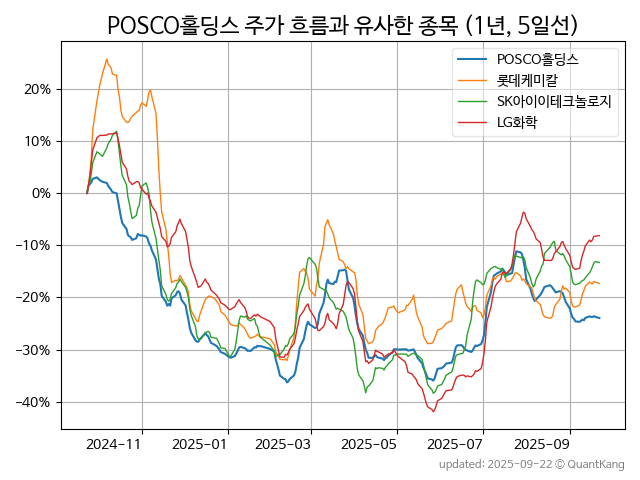 POSCO홀딩스 주가 흐름과 유사한 종목 (1년, 5일선)
POSCO홀딩스
롯데케미칼
SK아이이테크놀로지
LG화학
20%
10%
0%
−10%
−20%
−30%
−40%
2024-11
2025-01
2025-03
2025-05
2025-07
2025-09
updated: 2025-09-22 © QuantKang